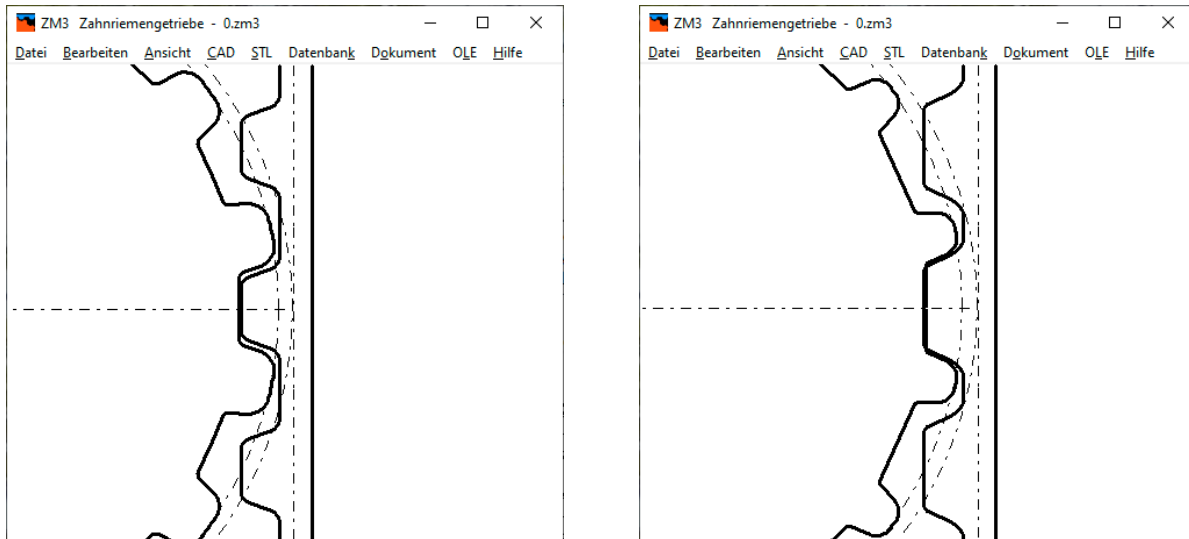 ZM3 Zahnriemengetriebe - 0.zm3
Datei Bearbeiten Ansicht CAD STL Datenbank Dokument OLE Hilfe
ZM3 Zahnriemengetriebe - 0.zm3
Datei Bearbeiten Ansicht CAD STL Datenbank Dokument OLE Hilfe